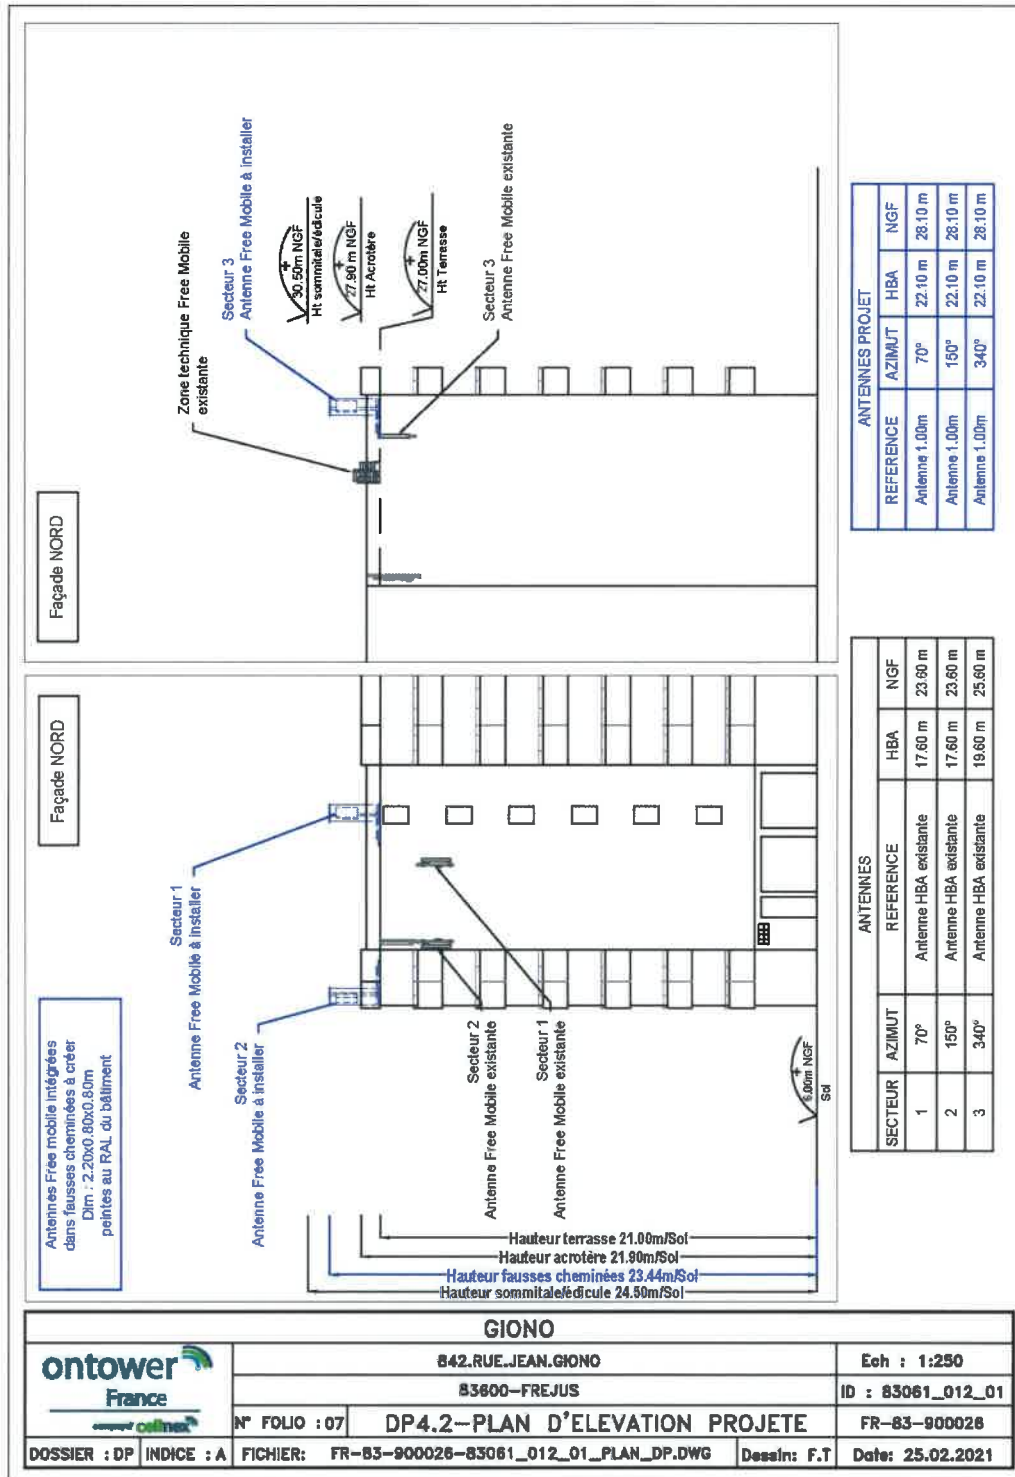 Façade NORD
Façade NORD
Antennes Free mobile intégrées
dans fausses cheminées à créer
Dim : 2.20x0.80x0.80m
peintes au RAL du bâtiment
Secteur 1
Antenne Free Mobile à installer
Secteur 2
Antenne Free Mobile à installer
Secteur 2
Antenne Free Mobile existante
Secteur 1
Antenne Free Mobile existante
6.00m NGF
Sol
Hauteur terrasse 21.00m/Sol
Hauteur acrotère 21.90m/Sol
Hauteur fausses cheminées 23.44m/Sol
Hauteur sommitale/édicule 24.50m/Sol
Zone technique Free Mobile
existante
Secteur 3
Antenne Free Mobile à installer
30.50m NGF
Ht sommitale/édicule
27.90 m NGF
Ht Acrotère
27.00m NGF
Ht Terrasse
Secteur 3
Antenne Free Mobile existante
ANTENNES
SECTEUR AZIMUT REFERENCE HBA NGF
1 70° Antenne HBA existante 17.60 m 23.60 m
2 150° Antenne HBA existante 17.60 m 23.60 m
3 340° Antenne HBA existante 19.60 m 25.60 m
ANTENNES PROJET
REFERENCE AZIMUT HBA NGF
Antenne 1.00m 70° 22.10 m 28.10 m
Antenne 1.00m 150° 22.10 m 28.10 m
Antenne 1.00m 340° 22.10 m 28.10 m
GIONO
ontower
France
cellnex
842.RUE.JEAN.GIONO
Ech : 1:250
83600-FREJUS
ID : 83061_012_01
N° FOLIO : 07
DP4.2-PLAN D'ELEVATION PROJETE
FR-83-900026
DOSSIER : DP
INDICE : A
FICHIER: FR-83-900026-83061_012_01_PLAN_DP.DWG
Dessin: F.T
Date: 25.02.2021